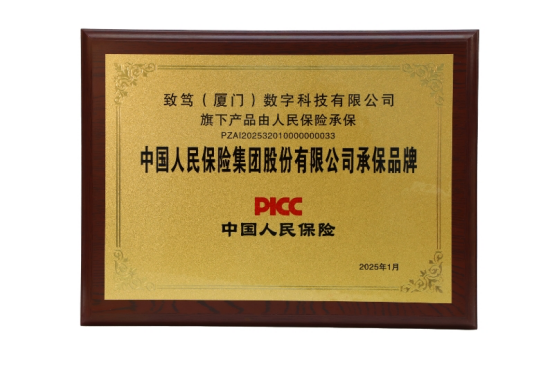 致笃（厦门）数字科技有限公司
旗下产品由人民保险承保
PZAI202532010000000033
中国人民保险集团股份有限公司承保品牌
PICC
中国人民保险
2025年1月